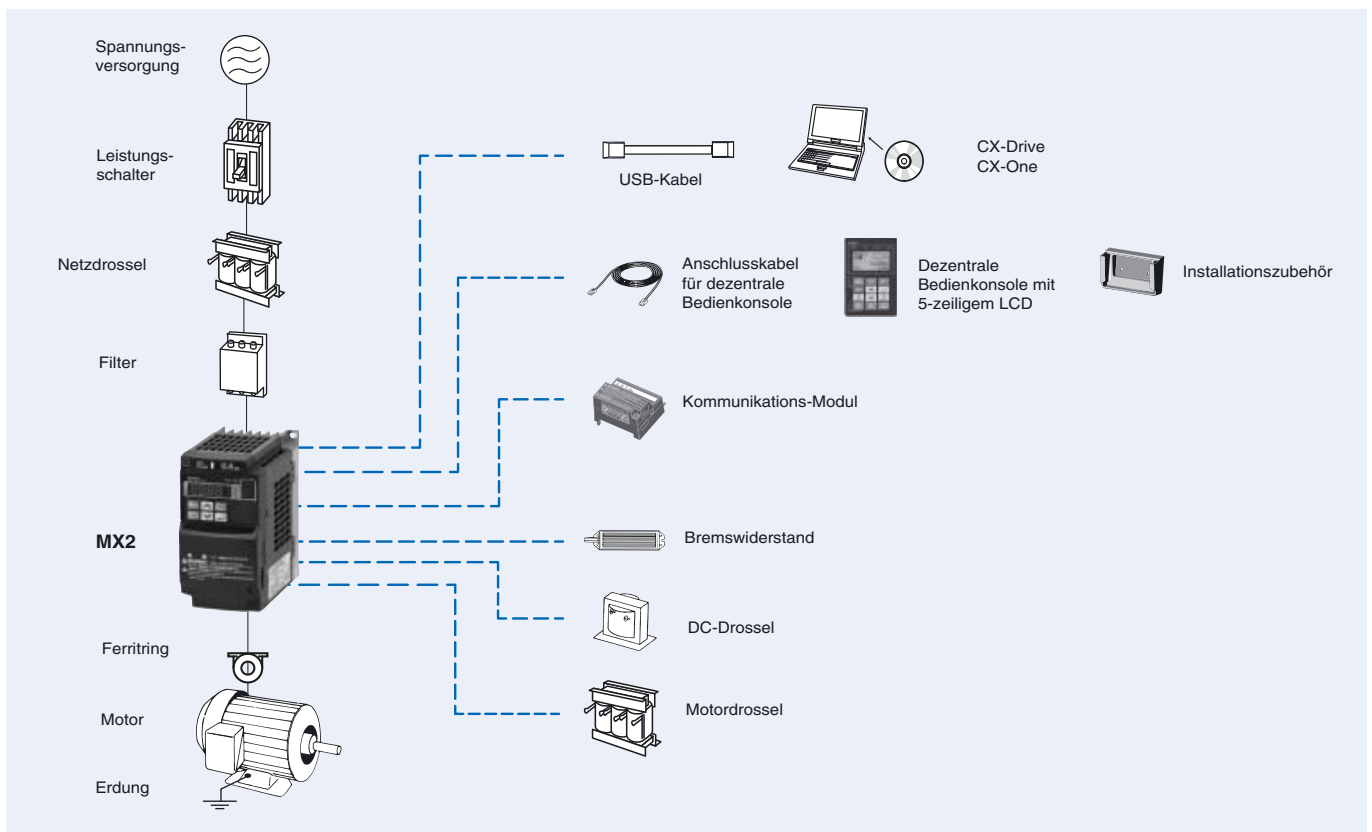 Spannungs-
versorgung
Leistungs-
schalter
Netzdrossel
Filter
MX2
Ferritring
Motor
Erdung
USB-Kabel
CX-Drive
CX-One
Anschlusskabel
für dezentrale
Bedienkonsole
Dezentrale
Bedienkonsole mit
5-zeiligem LCD
Installationszubehör
Kommunikations-Modul
Bremswiderstand
DC-Drossel
Motordrossel